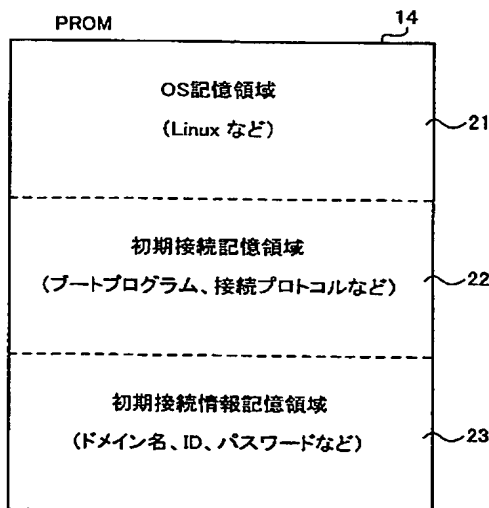 PROM
14
OS記憶領域
(Linux など)
21
初期接続記憶領域
(ブートプログラム、接続プロトコルなど)
22
初期接続情報記憶領域
(ドメイン名、ID、パスワードなど)
23